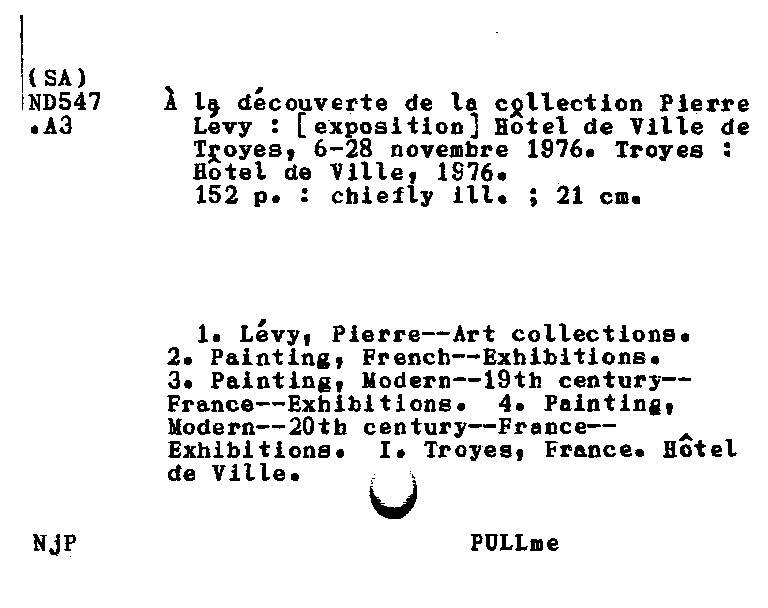 (SA)
ND547 À la découverte de la collection Pierre
.A3 Lévy : [exposition] Hôtel de Ville de
Troyes, 6-28 novembre 1976. Troyes :
Hôtel de Ville, 1976.
152 p. : chiefly ill. ; 21 cm.
1. Lévy, Pierre--Art collections.
2. Painting, French--Exhibitions.
3. Painting, Modern--19th century--
France--Exhibitions. 4. Painting,
Modern--20th century--France--
Exhibitions. I. Troyes, France. Hôtel
de Ville.
NjP PULLme